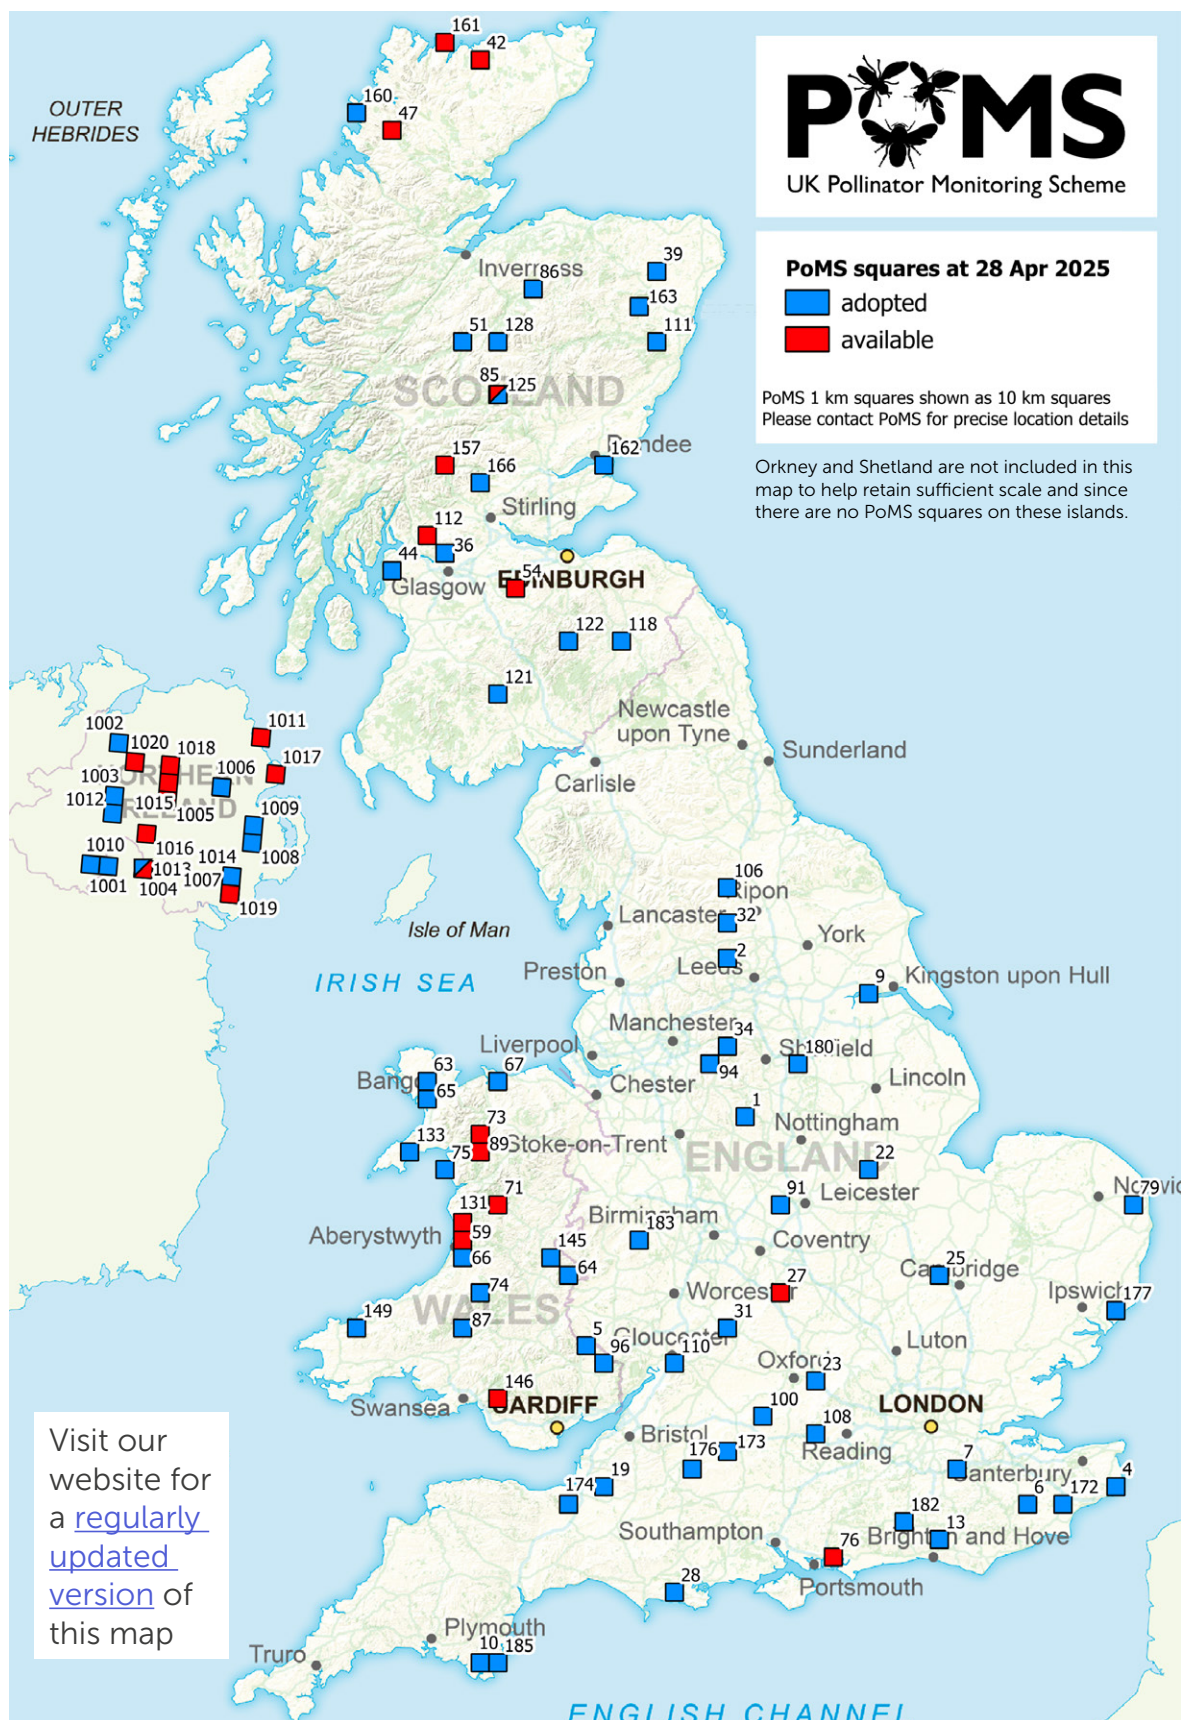 161
42
OUTER
HEBRIDES
160
47
POMS
UK Pollinator Monitoring Scheme
PoMS squares at 28 Apr 2025
adopted
available
PoMS 1 km squares shown as 10 km squares
Please contact PoMS for precise location details
Orkney and Shetland are not included in this
map to help retain sufficient scale and since
there are no PoMS squares on these islands.
Inverness
86
39
163
51
128
111
85
125
SCOTLAND
157
166
Dundee
162
Stirling
112
36
44
Glasgow
54
EDINBURGH
122
118
121
Newcastle
upon Tyne
Sunderland
Carlisle
1002
1020
1018
1011
1017
1003
1006
NORTHERN
IRELAND
1012
1015
1005
1009
1016
1008
1010
1014
1013
1001
1004
1007
1019
Isle of Man
IRISH SEA
106
Ripon
Lancaster
32
York
2
Preston
Leeds
9
Kingston upon Hull
Manchester
34
Liverpool
Sheffield
180
94
Chester
Lincoln
63
67
Bangor
65
1
Nottingham
73
133
89
Stoke-on-Trent
75
ENGLAND
22
71
91
Leicester
Norwich
79
131
Birmingham
Aberystwyth
59
183
Coventry
66
145
64
25
Cambridge
74
Worcester
27
Ipswich
177
WALES
149
87
31
5
Gloucester
Luton
96
110
Oxford
23
146
Swansea
CARDIFF
100
LONDON
Bristol
108
Reading
176
173
7
Canterbury
4
19
174
6
172
182
Southampton
13
Brighton and Hove
76
Portsmouth
28
Plymouth
10
185
Truro
ENGLISH CHANNEL
Visit our
website for
a regularly
updated
version of
this map